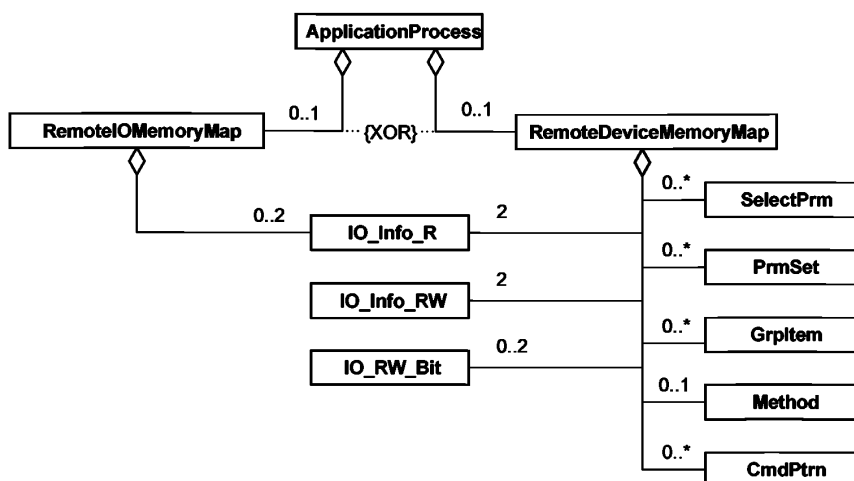 ApplicationProcess
0..1
{XOR}
0..1
RemoteIOMemoryMap
RemoteDeviceMemoryMap
0..*
SelectPrm
0..2
IO_Info_R
2
0..*
PrmSet
IO_Info_RW
2
0..*
GrpItem
IO_RW_Bit
0..2
0..1
Method
0..*
CmdPtrn